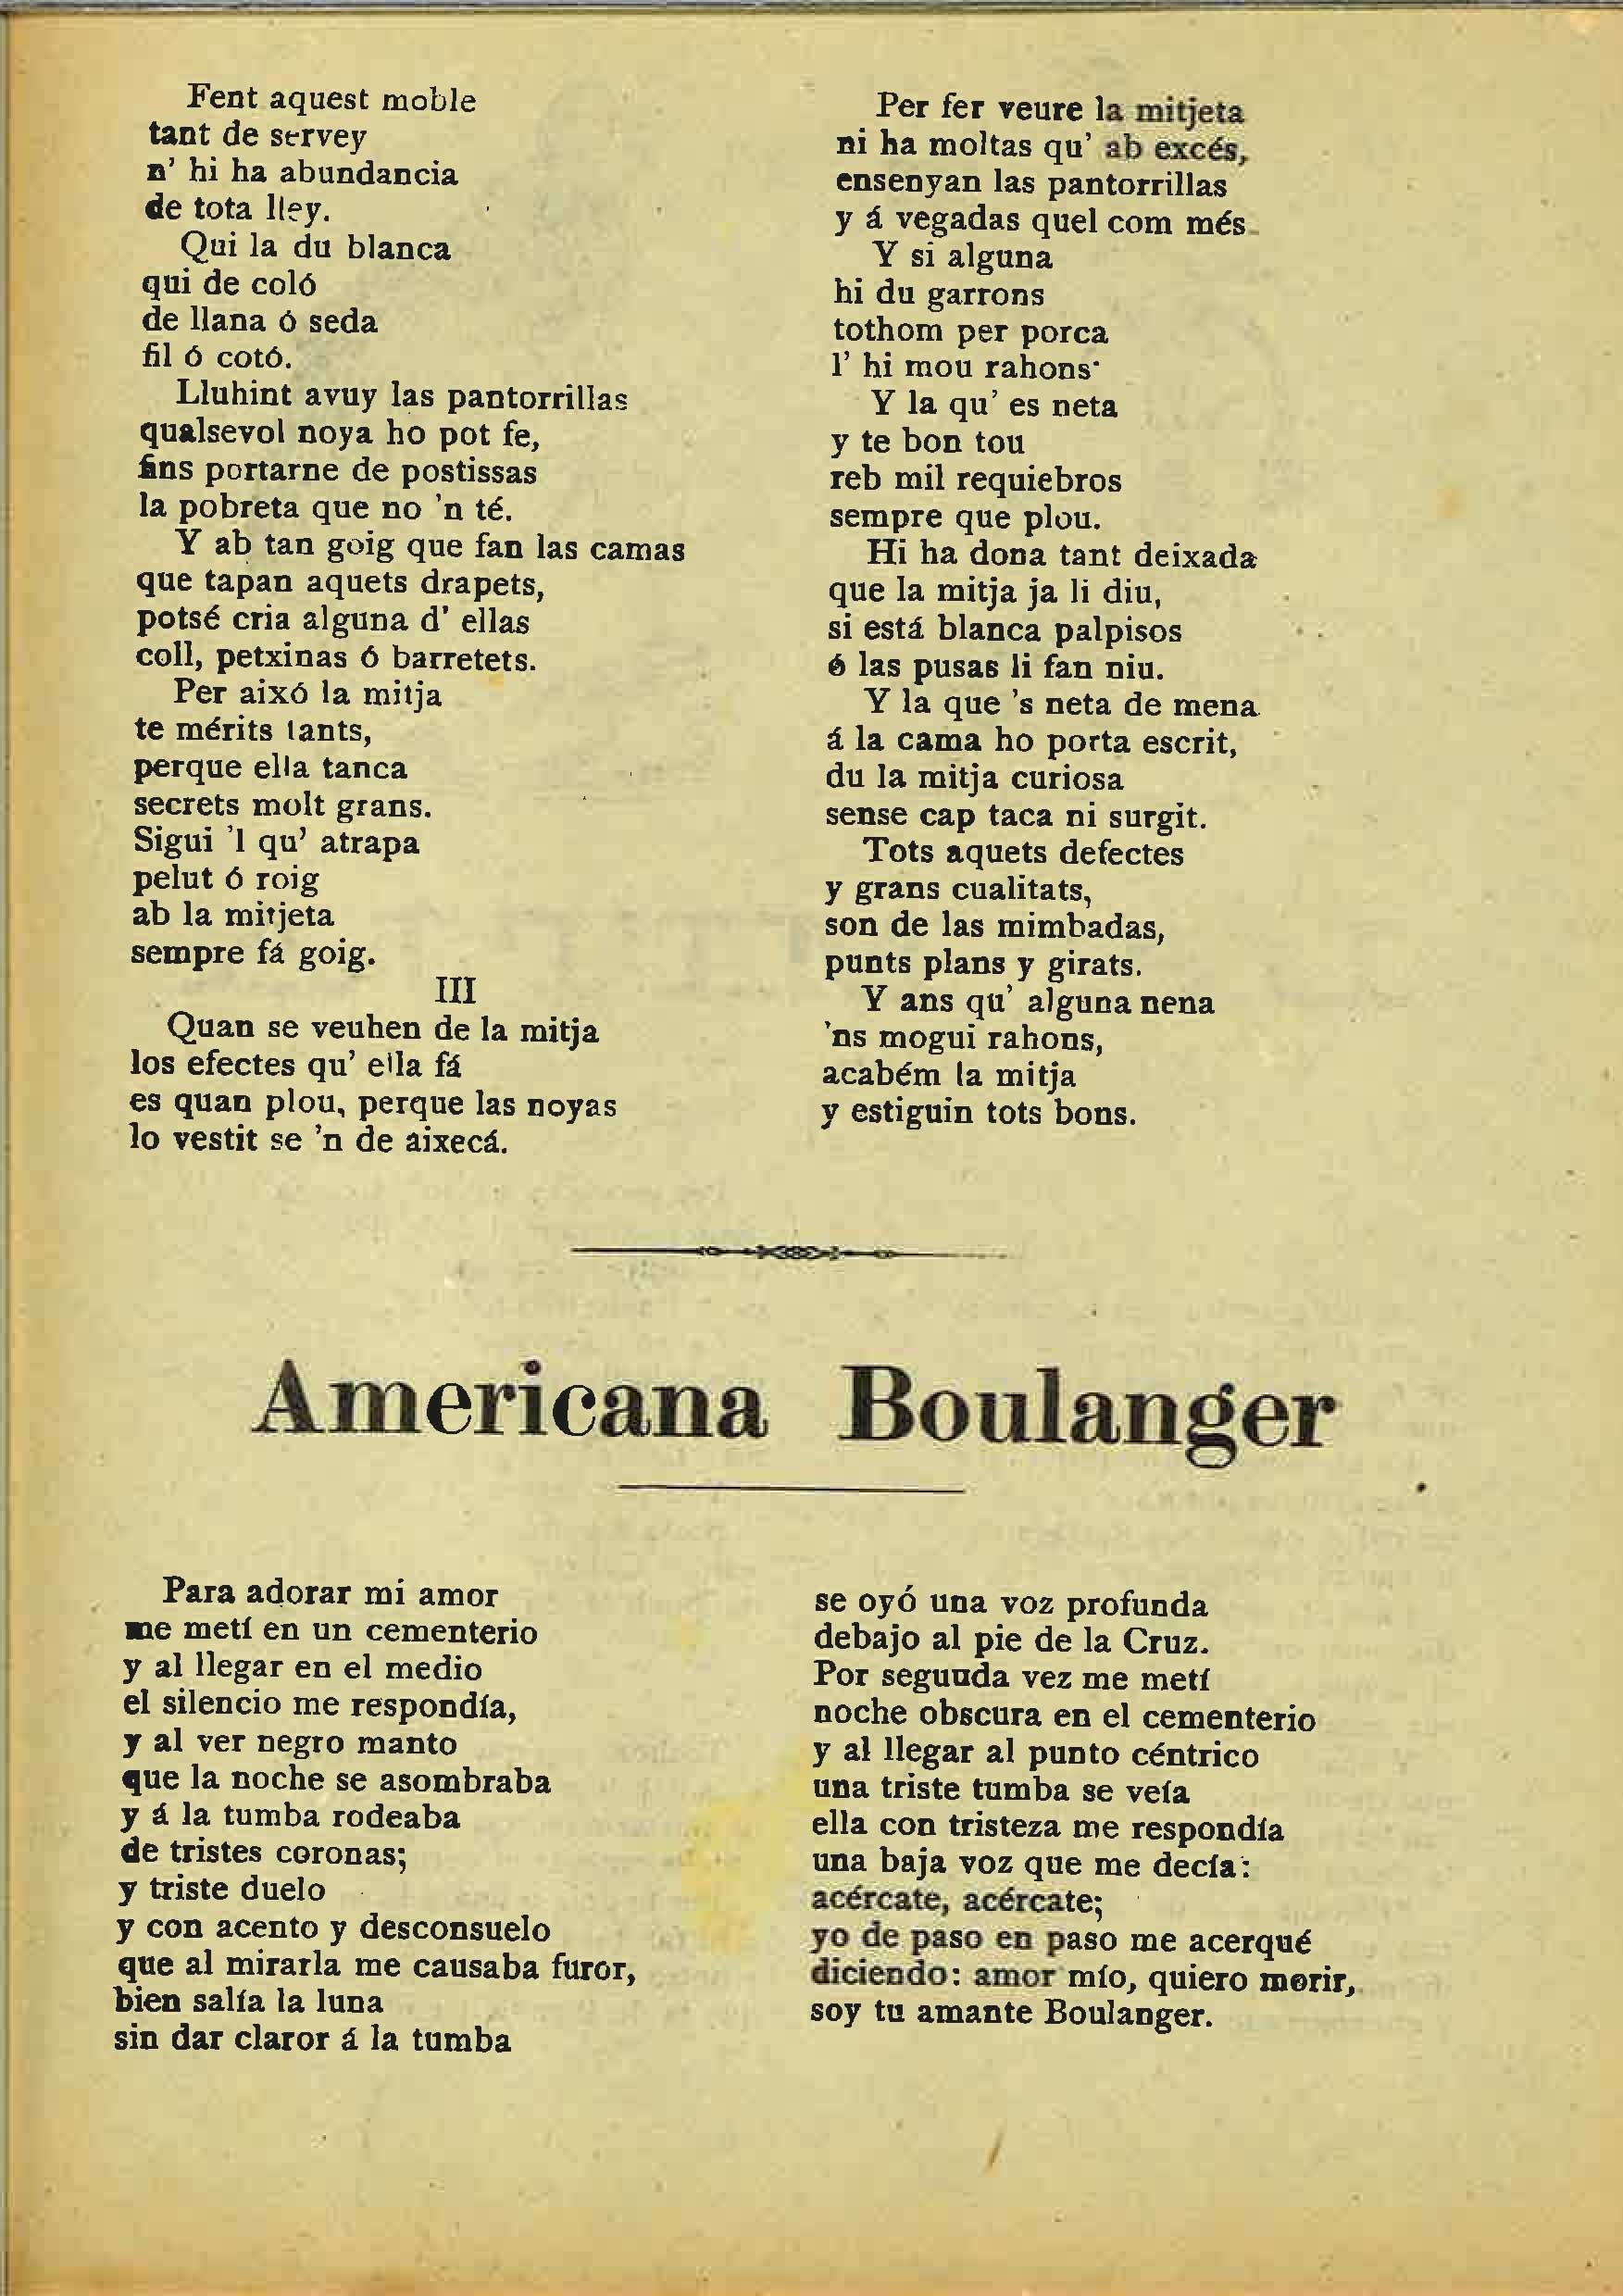 Fent aquest moble
tant de servey
n' hi ha abundancia
de tota lley.
Qui la du blanca
qui de coló
de llana ó seda
fil ó cotó.
Lluhint avuy las pantorrillas
qualsevol noya ho pot fe,
fins portarne de postissas
la pobreta que no 'n té.
Y ab tan goig que fan las camas
que tapan aquets drapets,
potsé cria alguna d' ellas
coll, petxinas ó barretets.
Per aixó la mitja
te mérits tants,
perque ella tanca
secrets molt grans.
Sigui 'l qu' atrapa
pelut ó roig
ab la mitjeta
sempre fá goig.
III
Quan se veuhen de la mitja
los efectes qu' ella fá
es quan plou, perque las noyas
lo vestit se 'n de aixecá.
Per fer veure la mitjeta
ni ha moltas qu' ab excés,
ensenyan las pantorrillas
y á vegadas quel com més.
Y si alguna
hi du garrons
tothom per porca
l' hi mou rahons·
Y la qu' es neta
y te bon tou
reb mil requiebros
sempre que plou.
Hi ha dona tant deixada
que la mitja ja li diu,
si está blanca palpisos
ó las pusas li fan niu.
Y la que 's neta de mena
á la cama ho porta escrit,
du la mitja curiosa
sense cap taca ni surgit.
Tots aquets defectes
y grans cualitats,
son de las mimbadas,
punts plans y girats.
Y ans qu' alguna nena
'ns mogui rahons,
acabém la mitja
y estiguin tots bons.
Americana Boulanger
Para adorar mi amor
me metí en un cementerio
y al llegar en el medio
el silencio me respondía,
y al ver negro manto
que la noche se asombraba
y á la tumba rodeaba
de tristes coronas;
y triste duelo
y con acento y desconsuelo
que al mirarla me causaba furor,
bien salía la luna
sin dar claror á la tumba
se oyó una voz profunda
debajo al pie de la Cruz.
Por seguuda vez me metí
noche obscura en el cementerio
y al llegar al punto céntrico
una triste tumba se veía
ella con tristeza me respondía
una baja voz que me decía:
acércate, acércate;
yo de paso en paso me acerqué
diciendo: amor mío, quiero morir,
soy tu amante Boulanger.